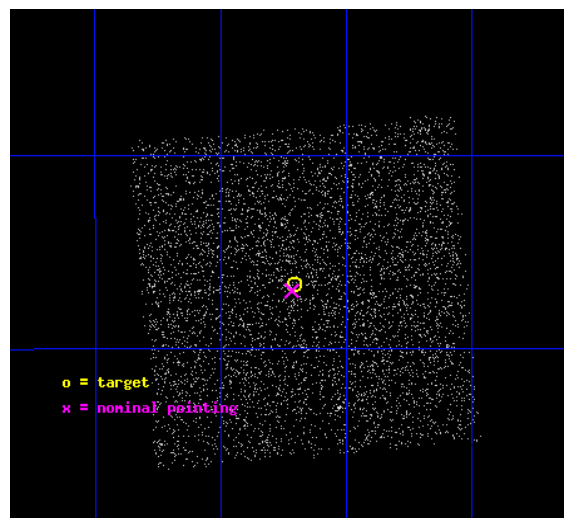 o = target
x = nominal pointing